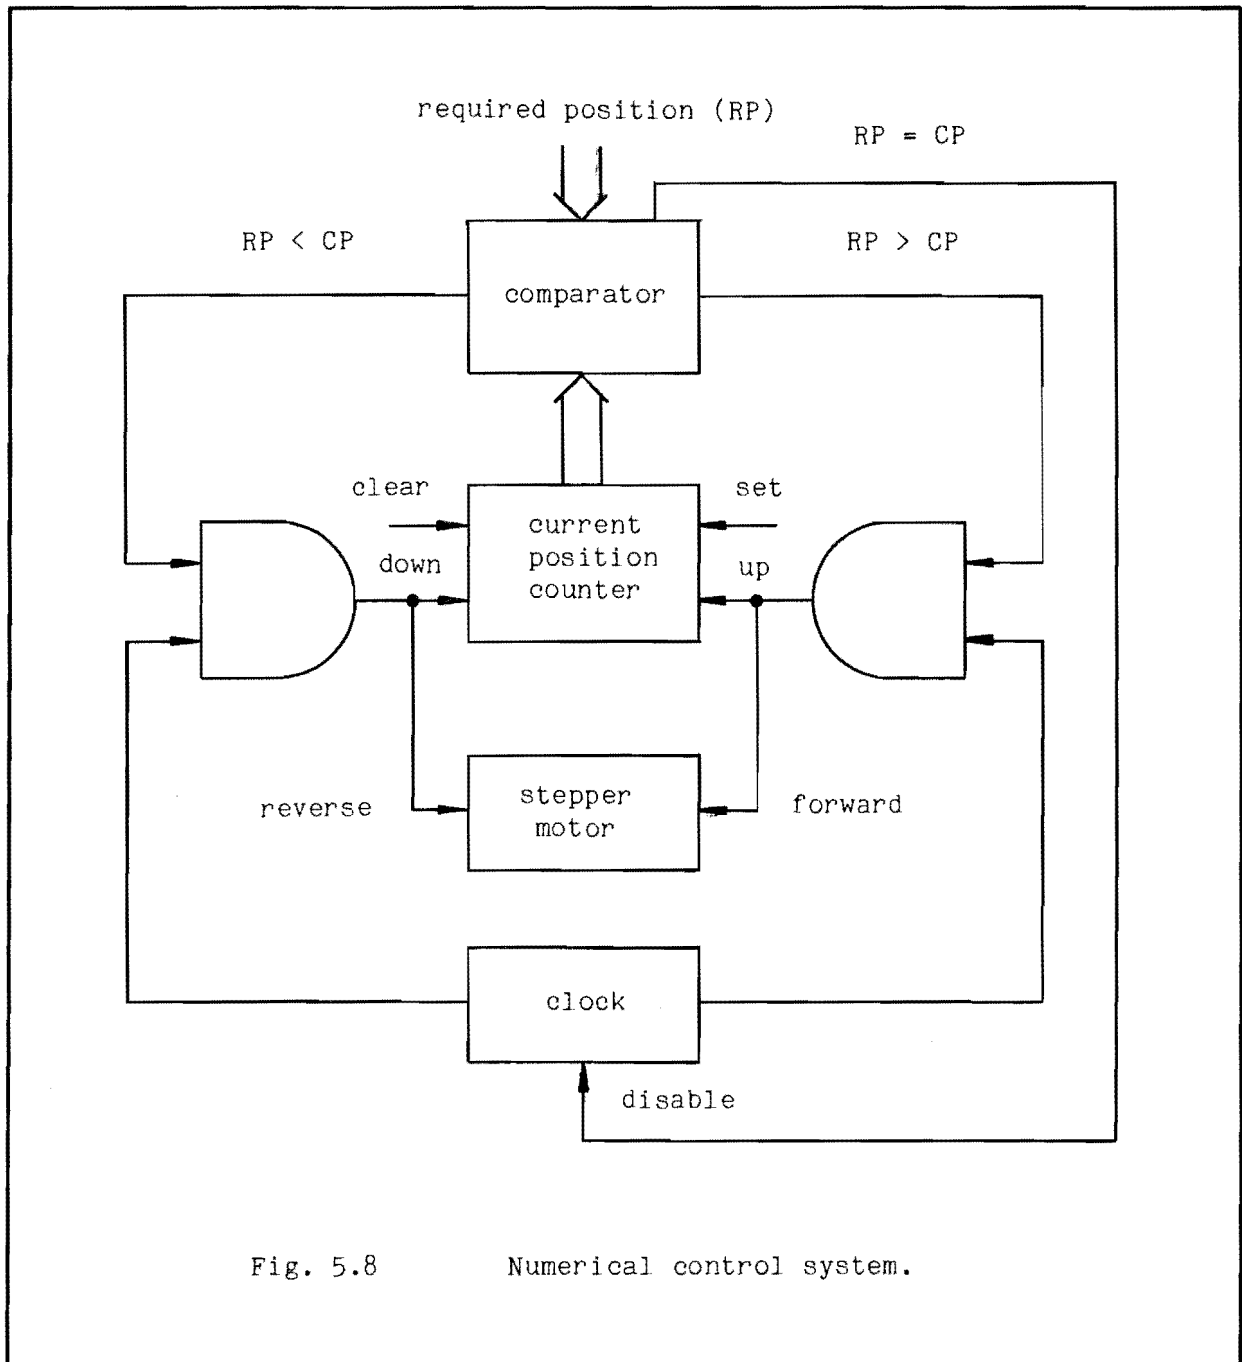 required position (RP)
RP = CP
RP < CP
RP > CP
comparator
clear
set
current
position
counter
down
up
stepper
motor
reverse
forward
clock
disable
Fig. 5.8 Numerical control system.